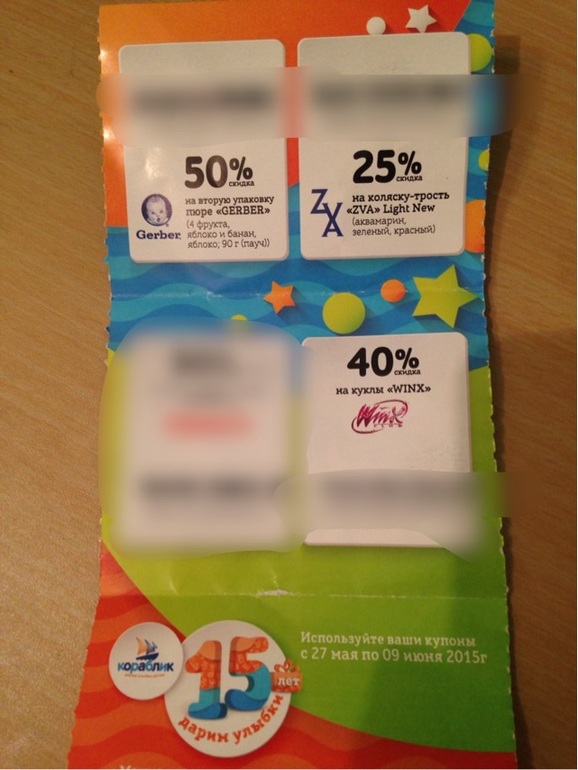 50%
скидка
на вторую упаковку
пюре «GERBER»
(4 фрукта,
яблоко и банан,
яблоко; 90 г (пауч))
Gerber
25%
скидка
на коляску-трость
«ZVA» Light New
(аквамарин,
зеленый, красный)
ZVA
40%
скидка
на куклы «WINX»
WinX
кораблик
15
лет
дарим улыбки
Используйте ваши купоны
с 27 мая по 09 июня 2015г